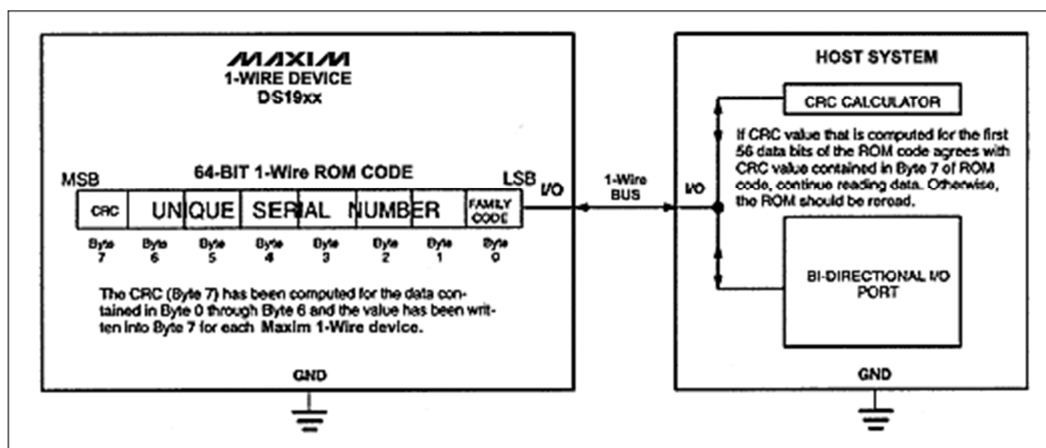 MAXIM
1-WIRE DEVICE
DS19xx
64-BIT 1-Wire ROM CODE
MSB
LSB
CRC
UNIQUE SERIAL NUMBER
FAMILY
CODE
Byte
7
Byte
6
Byte
5
Byte
4
Byte
3
Byte
2
Byte
1
Byte
0
The CRC (Byte 7) has been computed for the data con-
tained in Byte 0 through Byte 6 and the value has been writ-
ten into Byte 7 for each Maxim 1-Wire device.
GND
I/O
1-Wire
BUS
I/O
HOST SYSTEM
CRC CALCULATOR
If CRC value that is computed for the first
56 data bits of the ROM code agrees with
CRC value contained in Byte 7 of ROM
code, continue reading data. Otherwise,
the ROM should be reread.
BI-DIRECTIONAL I/O
PORT
GND